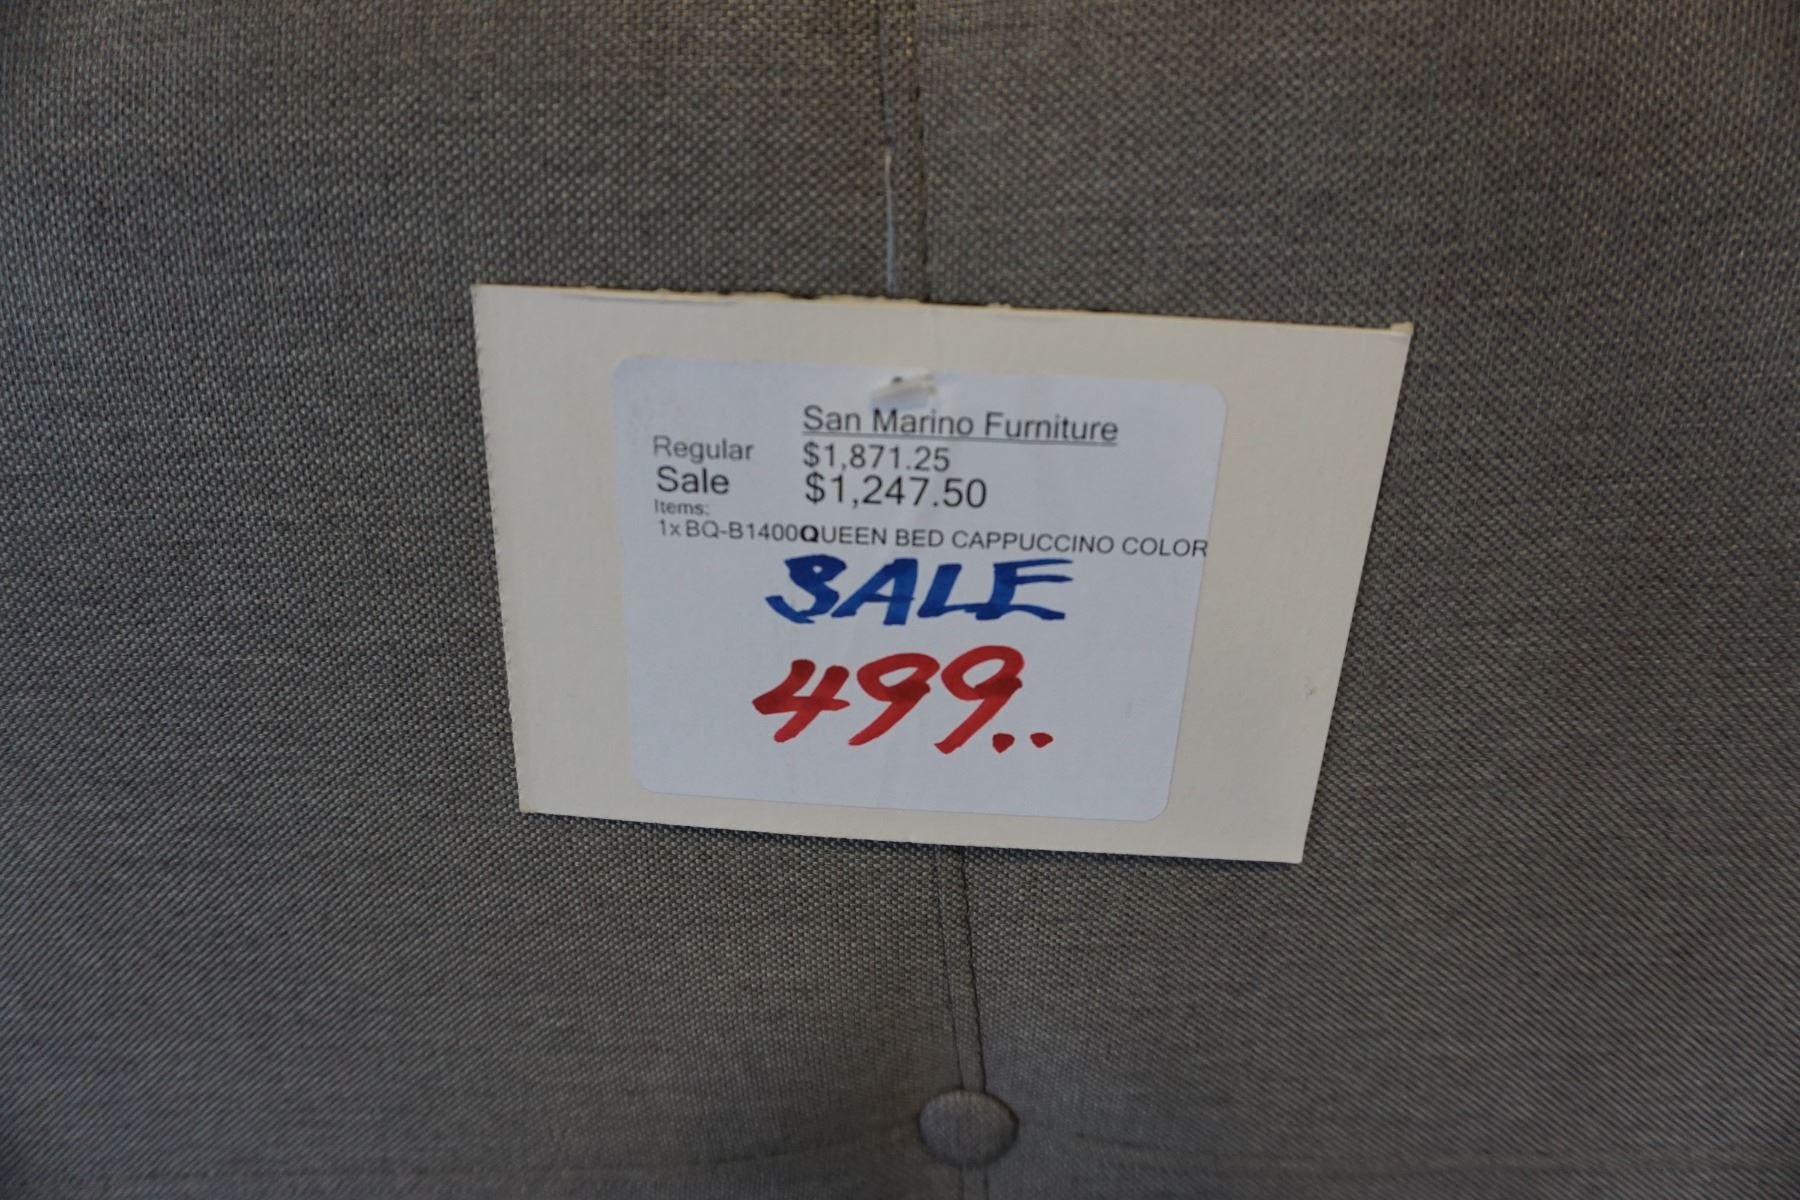 San Marino Furniture
Regular $1,871.25
Sale $1,247.50
Items:
1x BQ-B1400QUEEN BED CAPPUCCINO COLOR
SALE
499..